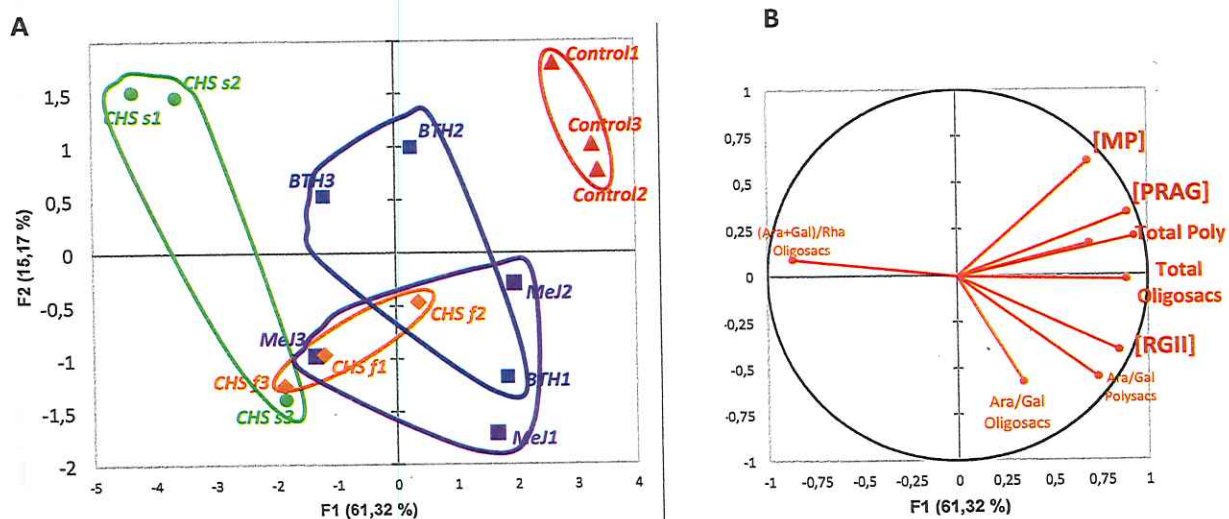 A
Control1
CHS s2
1,5
CHS s1
Control3
BTH2
1
Control2
BTH3
0,5
0
MeJ2
-0,5
CHS f2
MeJ3
-1
CHS f1
CHS f3
BTH1
CHS s3
-1,5
MeJ1
-2
-5 -4 -3 -2 -1 0 1 2 3 4
F1 (61,32 %)
F2 (15,17 %)
B
1
0,75
[MP]
0,5
[PRAG]
0,25
(Ara+Gal)/Rha
Oligosacs
Total Poly
0
Total
Oligosacs
-0,25
[RGII]
-0,5
Ara/Gal
Polysacs
Ara/Gal
Oligosacs
-0,75
-1
-1 -0,75 -0,5 -0,25 0 0,25 0,5 0,75 1
F1 (61,32 %)